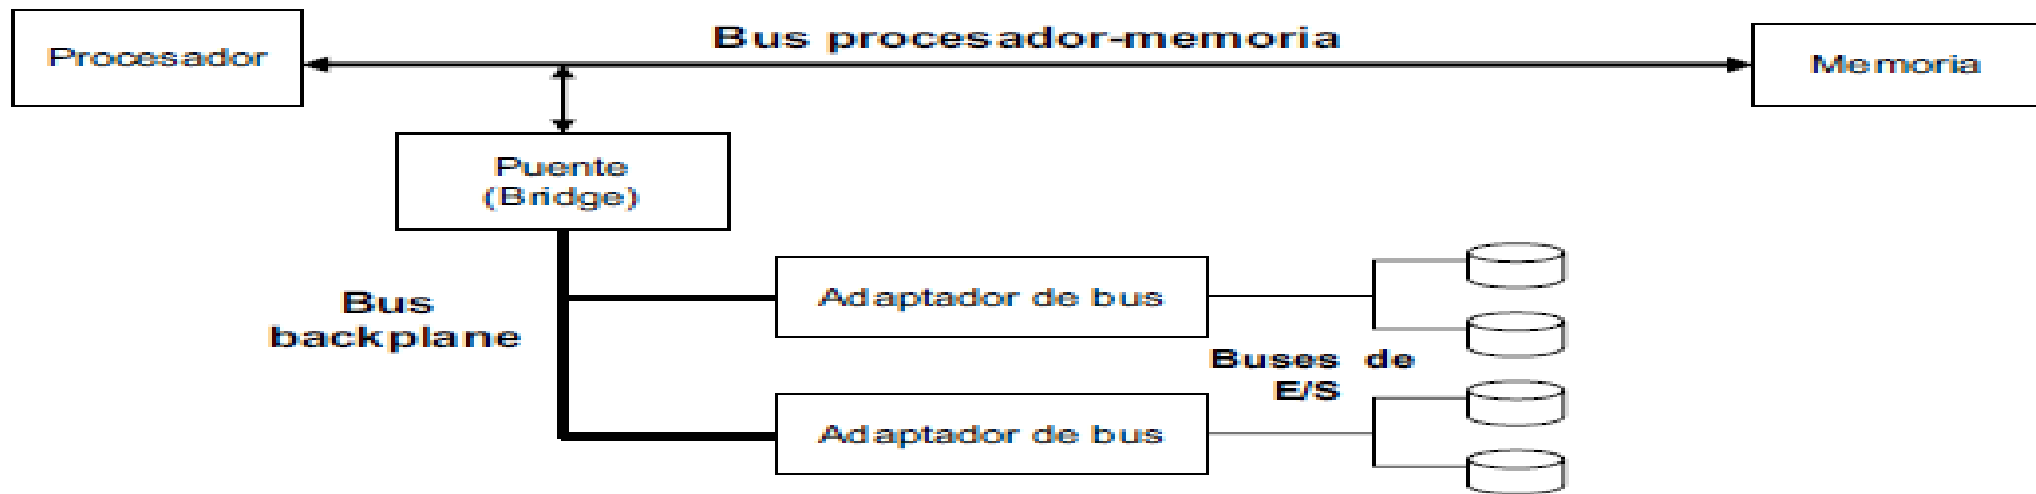 Procesador
Bus procesador-memoria
Memoria
Puente
(Bridge)
Bus
backplane
Adaptador de bus
Buses de
E/S
Adaptador de bus